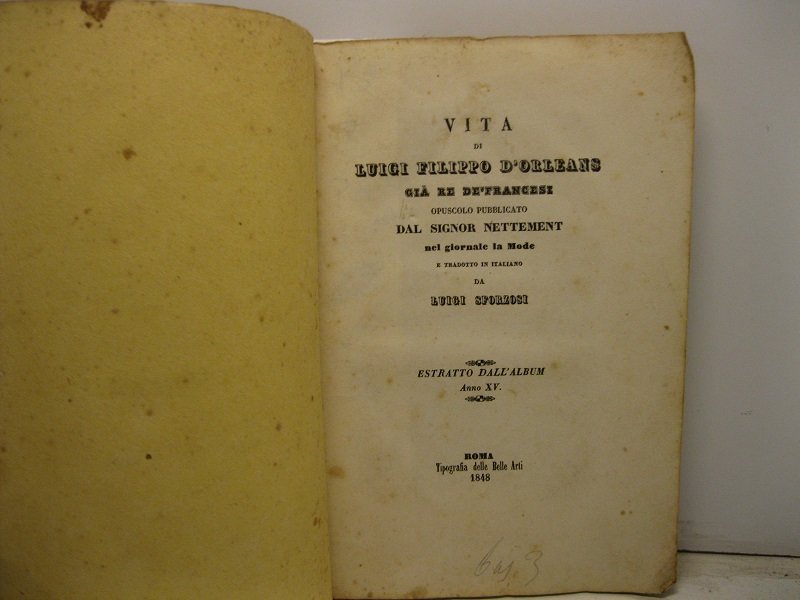 VITA
DI
LUIGI FILIPPO D'ORLEANS
GIÀ RE DE'FRANCESI
OPUSCOLO PUBBLICATO
DAL SIGNOR NETTEMENT
nel giornale la Mode
E TRADOTTO IN ITALIANO
DA
LUIGI SFORZOSI
ESTRATTO DALL'ALBUM
Anno XV.
ROMA
Tipografia delle Belle Arti
1848